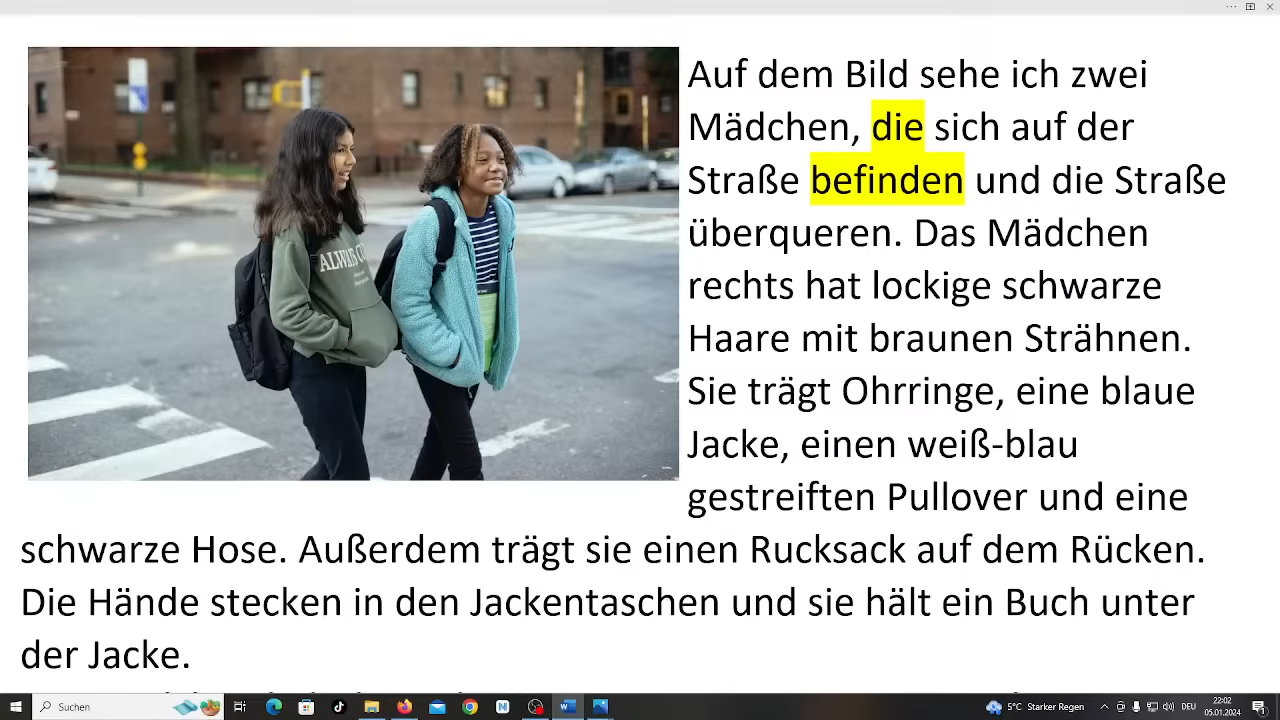 Auf dem Bild sehe ich zwei
Mädchen, die sich auf der
Straße befinden und die Straße
überqueren. Das Mädchen
rechts hat lockige schwarze
Haare mit braunen Strähnen.
Sie trägt Ohrringe, eine blaue
Jacke, einen weiß-blau
gestreiften Pullover und eine
schwarze Hose. Außerdem trägt sie einen Rucksack auf dem Rücken.
Die Hände stecken in den Jackentaschen und sie hält ein Buch unter
der Jacke.
Suchen
5°C Starker Regen
DEU
22:02
05.01.2024